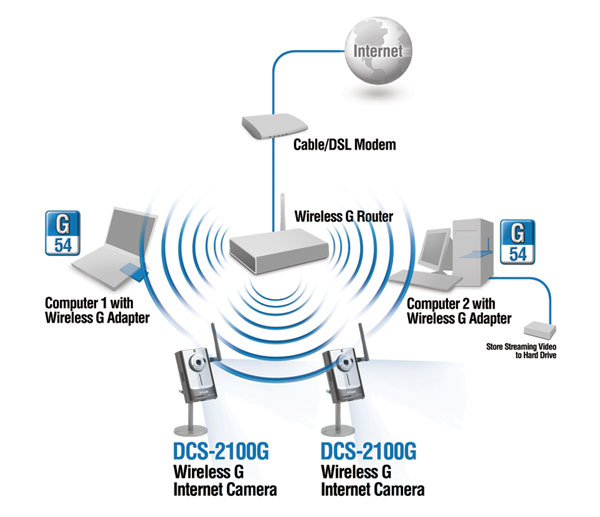 Internet
Cable/DSL Modem
Wireless G Router
G
54
G
54
Computer 1 with
Wireless G Adapter
Computer 2 with
Wireless G Adapter
Store Streaming Video
to Hard Drive
DCS-2100G
Wireless G
Internet Camera
DCS-2100G
Wireless G
Internet Camera